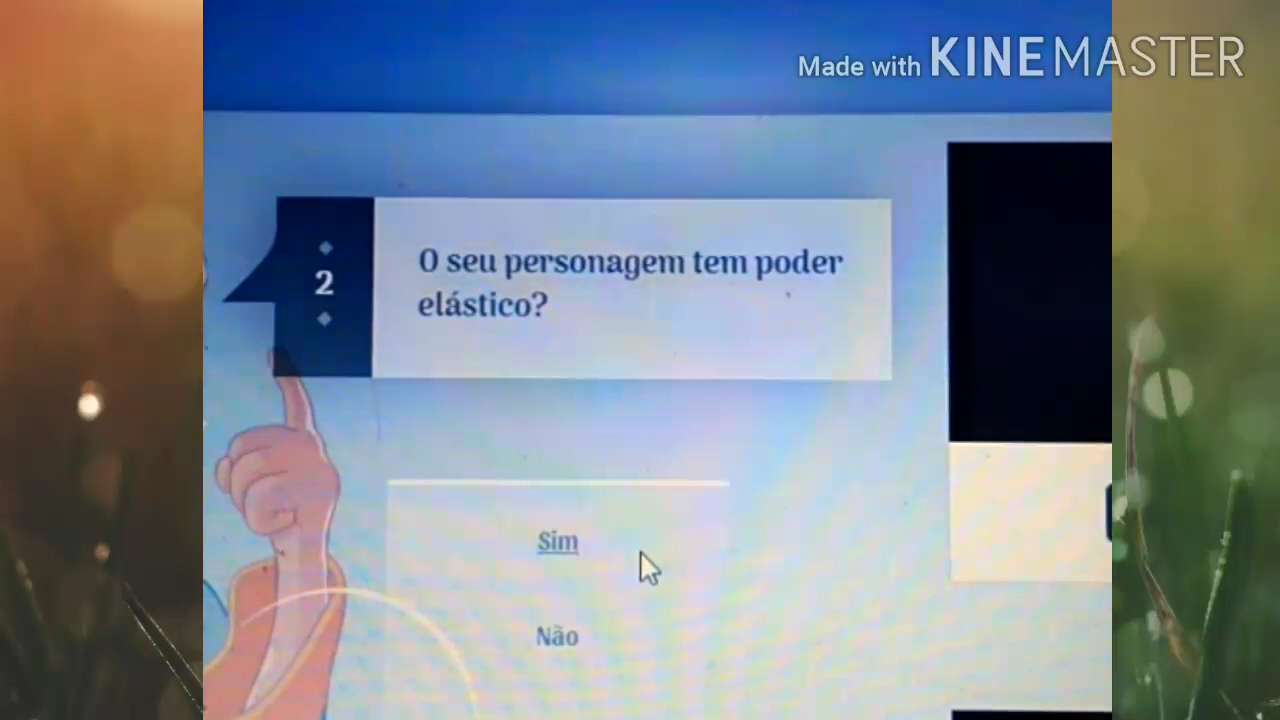 Made with KINEMASTER
2
O seu personagem tem poder
elástico?
Sim
Não